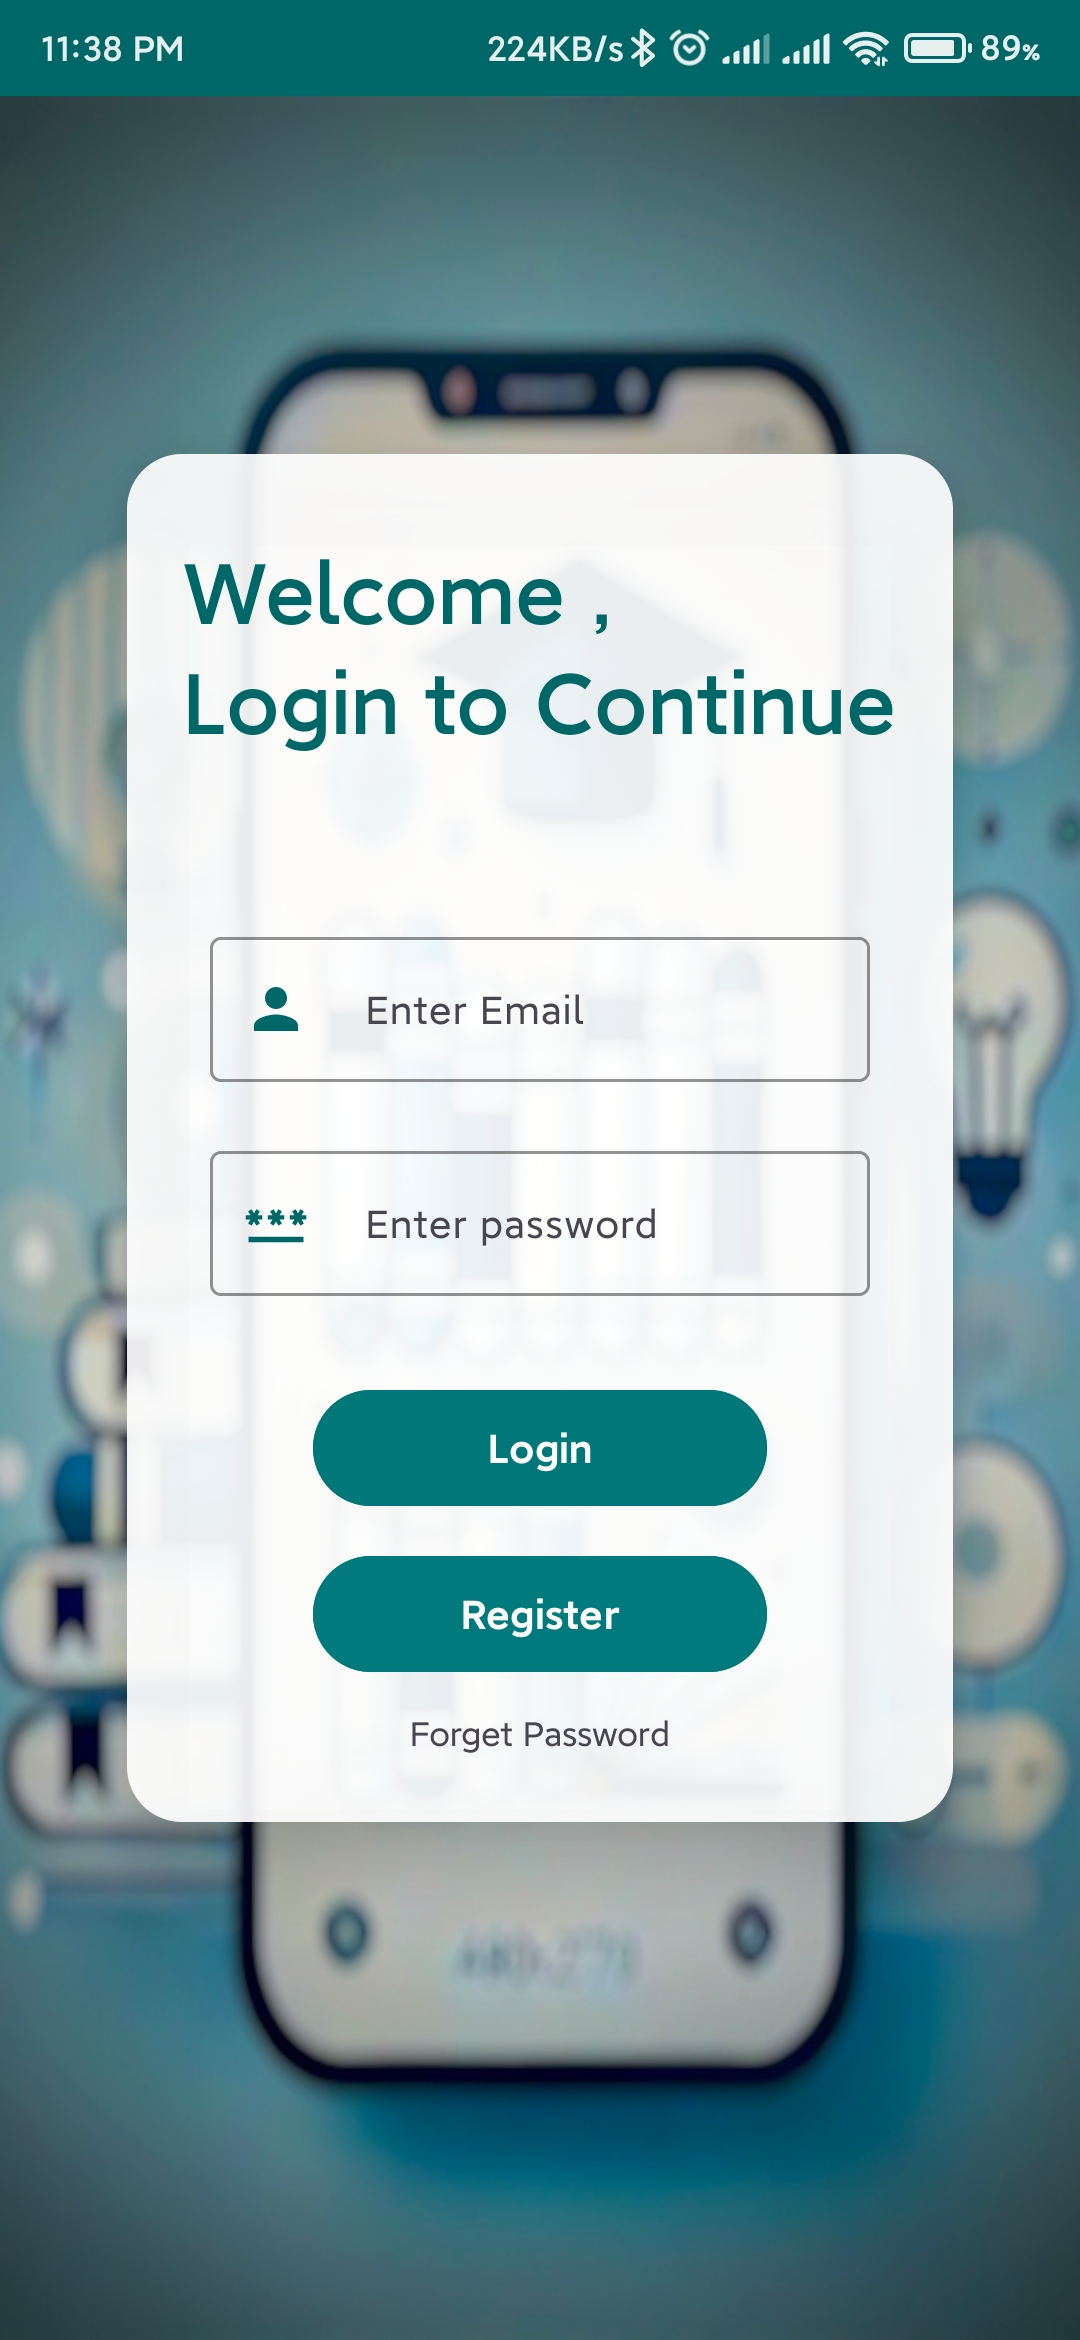 11:38 PM 224KB/s 89%
Welcome ,
Login to Continue
Enter Email
*** Enter password
Login
Register
Forget Password